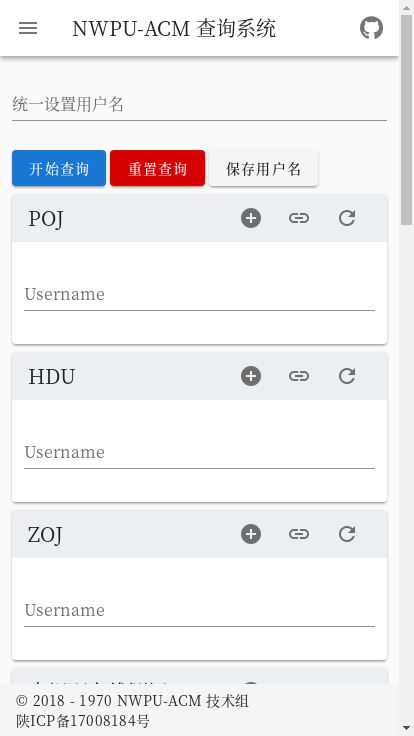 NWPU-ACM 查询系统
统一设置用户名
开始查询
重置查询
保存用户名
POJ
Username
HDU
Username
ZOJ
Username
© 2018 - 1970 NWPU-ACM 技术组
陕ICP备17008184号